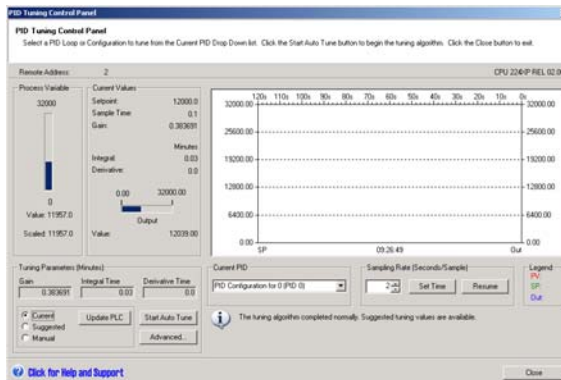 PID Tuning Control Panel
PID Tuning Control Panel
Select a PID Loop or Configuration to tune from the Current PID Drop Down list. Click the Start Auto Tune button to begin the tuning algorithm. Click the Close button to exit.
Remote Address: 2
CPU 224XP REL 02.0
Process Variable
32000
0
Value: 11957.0
Scaled: 11957.0
Current Values
Setpoint: 12000.0
Sample Time: 0.1
Gain: 0.383691
Minutes
Integral: 0.03
Derivative: 0.0
0.00 32000.00
Output
Value: 12039.00
120s 110s 100s 90s 80s 70s 60s 50s 40s 30s 20s 10s 0s
32000.00 32000.00
25600.00 25600.00
19200.00 19200.00
12800.00 12800.00
6400.00 6400.00
0.00 0.00
SP 09:26:49 Out
Tuning Parameters (Minutes)
Gain Integral Time Derivative Time
0.383691 0.03 0.0
Current
Suggested
Manual
Update PLC
Start Auto Tune
Advanced...
Current PID
PID Configuration for 0 (PID 0)
Sampling Rate (Seconds/Sample)
2 Set Time Resume
Legend
PV:
SP:
Out:
The tuning algorithm completed normally. Suggested tuning values are available.
Click for Help and Support
Close